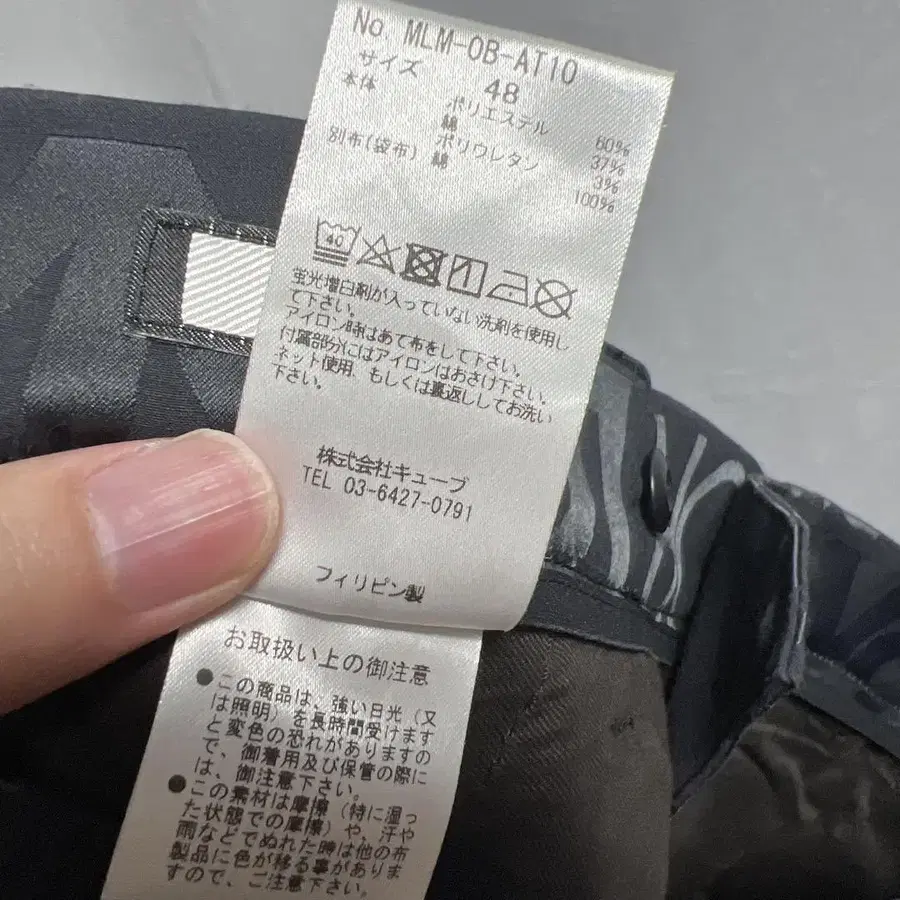 No. MLM-OB-AT10
サイズ 48
本体 ポリエステル 60%
綿 37%
ポリウレタン 3%
別布(袋布) 綿 100%
40
蛍光増白剤が入っていない洗剤を使用し
て下さい。
アイロン時はあて布をして下さい。
付属部分にはアイロンはおさけ下さい。
ネット使用、もしくは裏返ししてお洗い
下さい。
株式会社キューブ
TEL 03-6427-0791
フィリピン製
お取扱い上の御注意
●この商品は、強い日光(又
は照明)を長時間受けます
と変色の恐れがありますの
で、御着用及び保管の際に
は、御注意下さい。
●この素材は摩擦(特に湿っ
た状態での摩擦)や、汗や
雨などでぬれた時は他の布
製品に色が移る事がありま
すので、ご注意下さい。